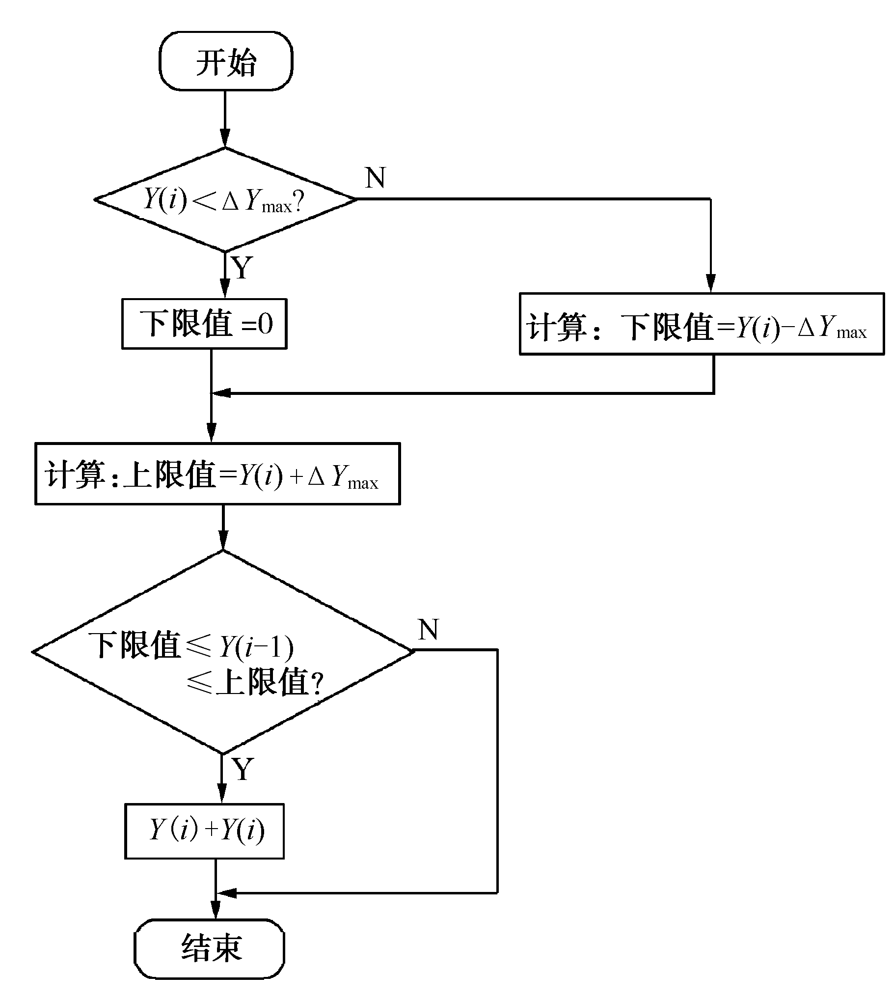 开始
Y(i)<ΔYmax?
N
Y
下限值=0
计算：下限值=Y(i)-ΔYmax
计算:上限值=Y(i)+ΔYmax
下限值≤Y(i-1)
≤上限值?
N
Y
Y(i)+Y(i)
结束